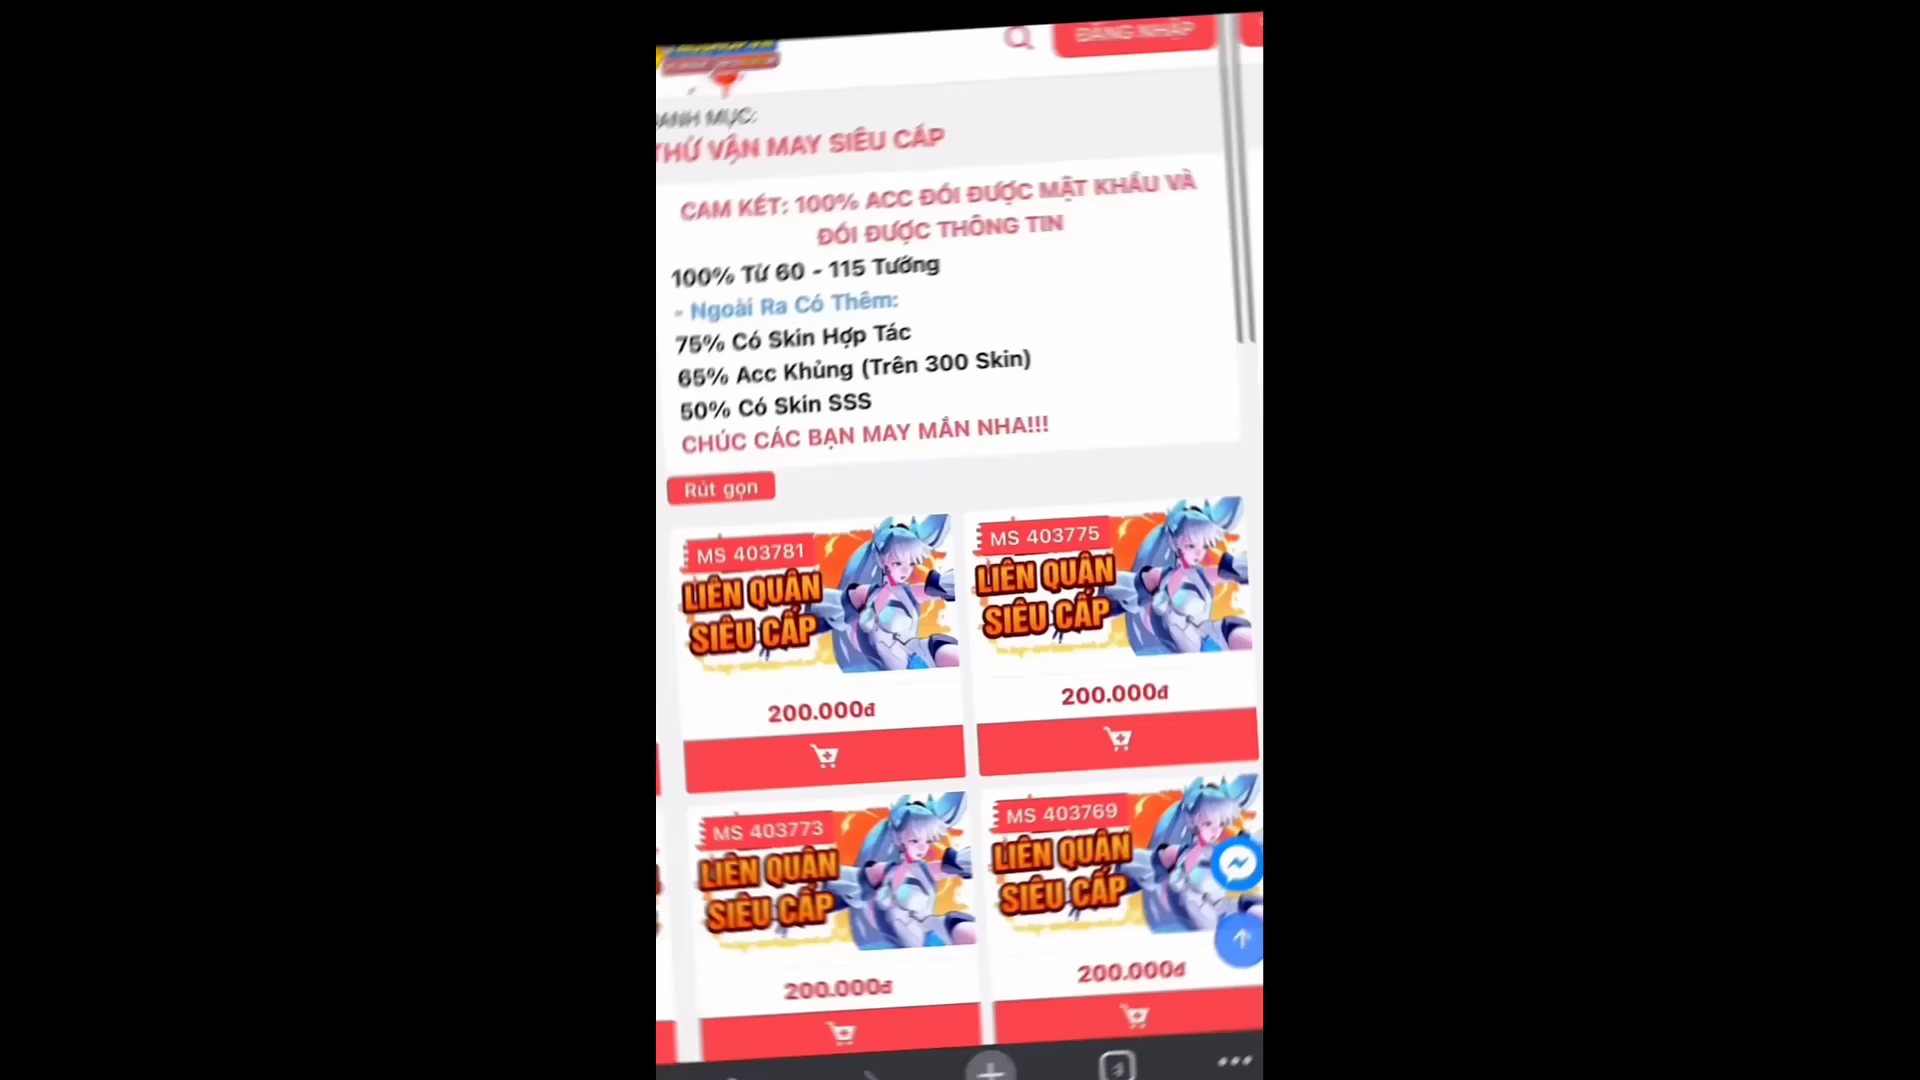 ĐĂNG NHẬP
DANH MỤC:
THỬ VẬN MAY SIÊU CẤP
CAM KẾT: 100% ACC ĐỔI ĐƯỢC MẬT KHẨU VÀ
ĐỔI ĐƯỢC THÔNG TIN
100% Từ 60 - 115 Tướng
- Ngoài Ra Có Thêm:
75% Có Skin Hợp Tác
65% Acc Khủng (Trên 300 Skin)
50% Có Skin SSS
CHÚC CÁC BẠN MAY MẮN NHA!!!
Rút gọn
MS 403781
LIÊN QUÂN
SIÊU CẤP
200.000đ
MS 403775
LIÊN QUÂN
SIÊU CẤP
200.000đ
MS 403773
LIÊN QUÂN
SIÊU CẤP
200.000đ
MS 403769
LIÊN QUÂN
SIÊU CẤP
200.000đ